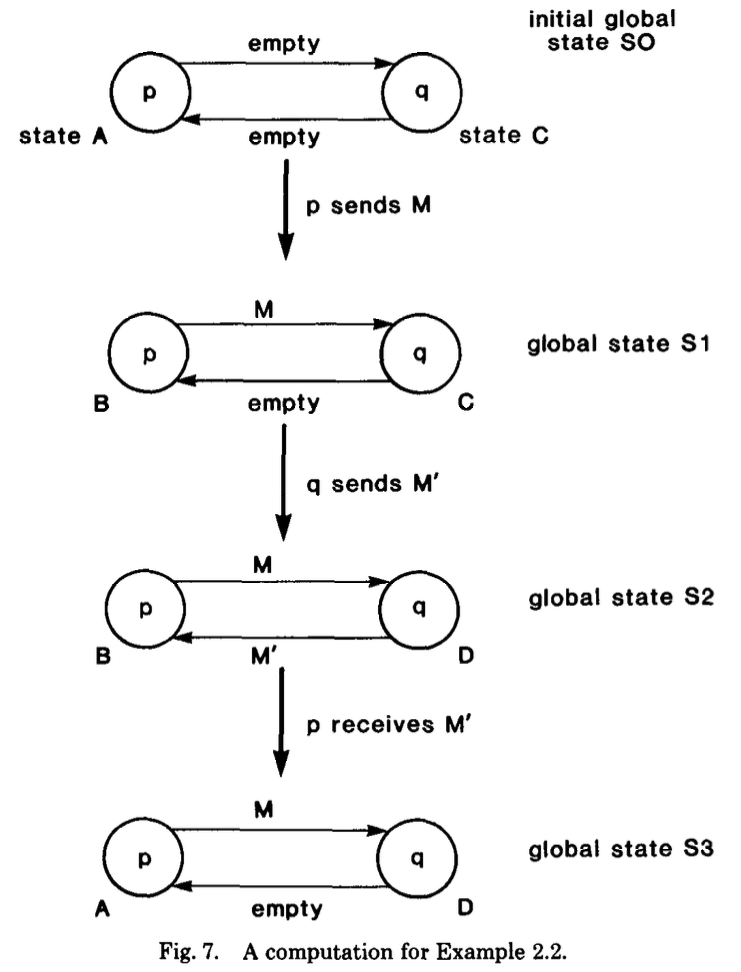 initial global
state SO
empty
p
q
state A
empty
state C
p sends M
M
p
q
global state S1
B
empty
C
q sends M′
M
p
q
global state S2
B
M′
D
p receives M′
M
p
q
global state S3
A
empty
D
Fig. 7. A computation for Example 2.2.